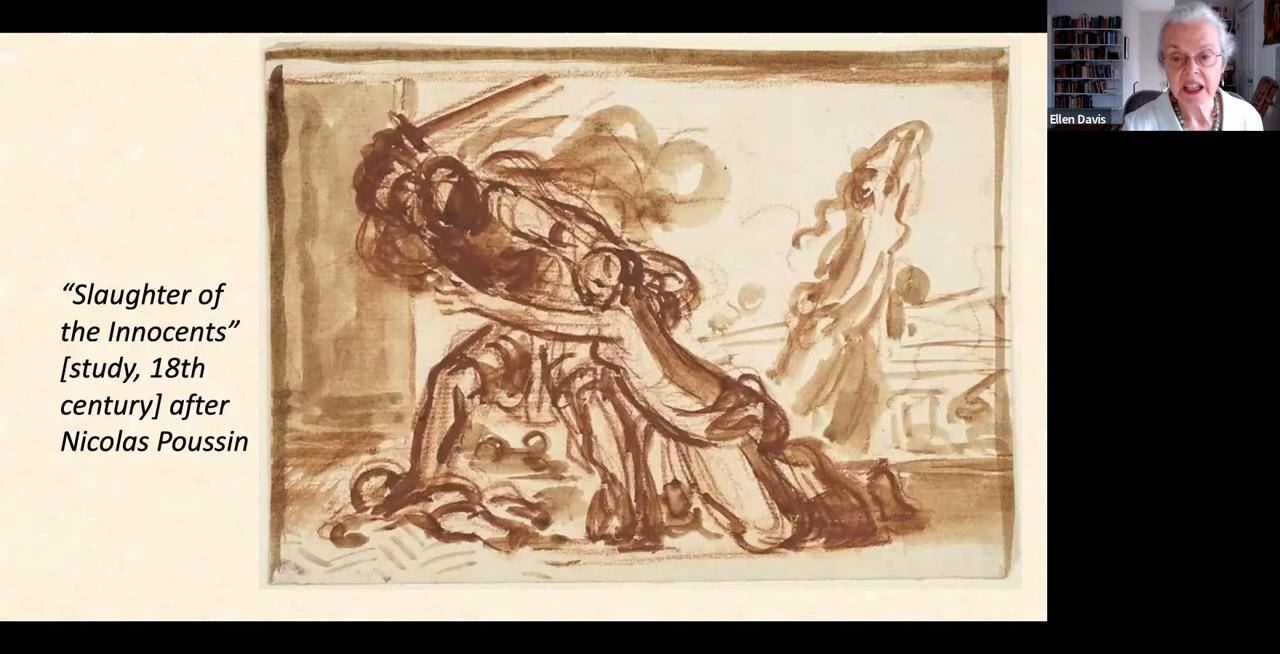 “Slaughter of
the Innocents”
[study, 18th
century] after
Nicolas Poussin
Ellen Davis